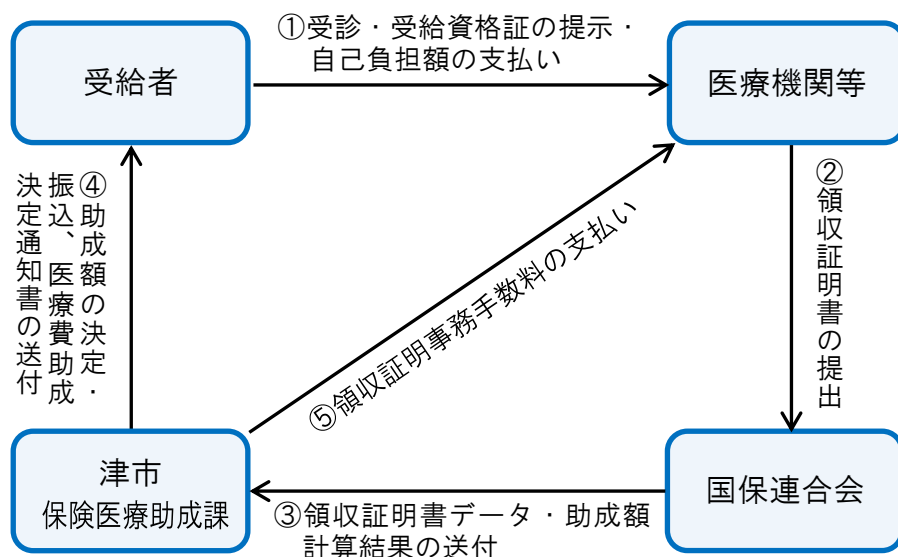 ①受診・受給資格証の提示・
自己負担額の支払い
受給者
医療機関等
②領収証明書の提出
④助成額の決定・
振込、医療費助成
決定通知書の送付
⑤領収証明事務手数料の支払い
津市
保険医療助成課
国保連合会
③領収証明書データ・助成額
計算結果の送付